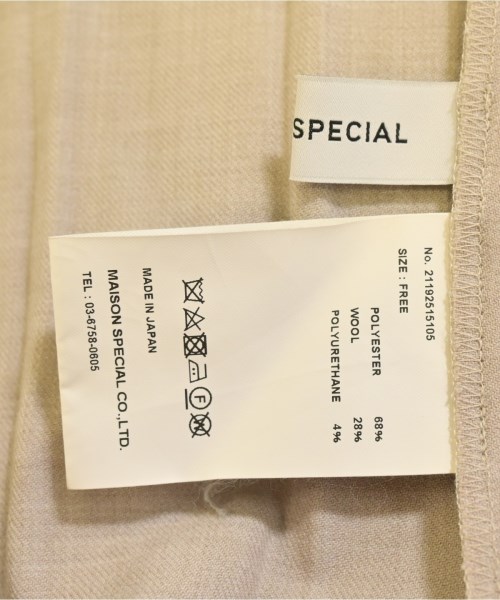 SPECIAL
No. 21192515105
SIZE : FREE
POLYESTER 68%
WOOL 28%
POLYURETHANE 4%
MADE IN JAPAN
MAISON SPECIAL CO.,LTD.
TEL : 03-6758-0605